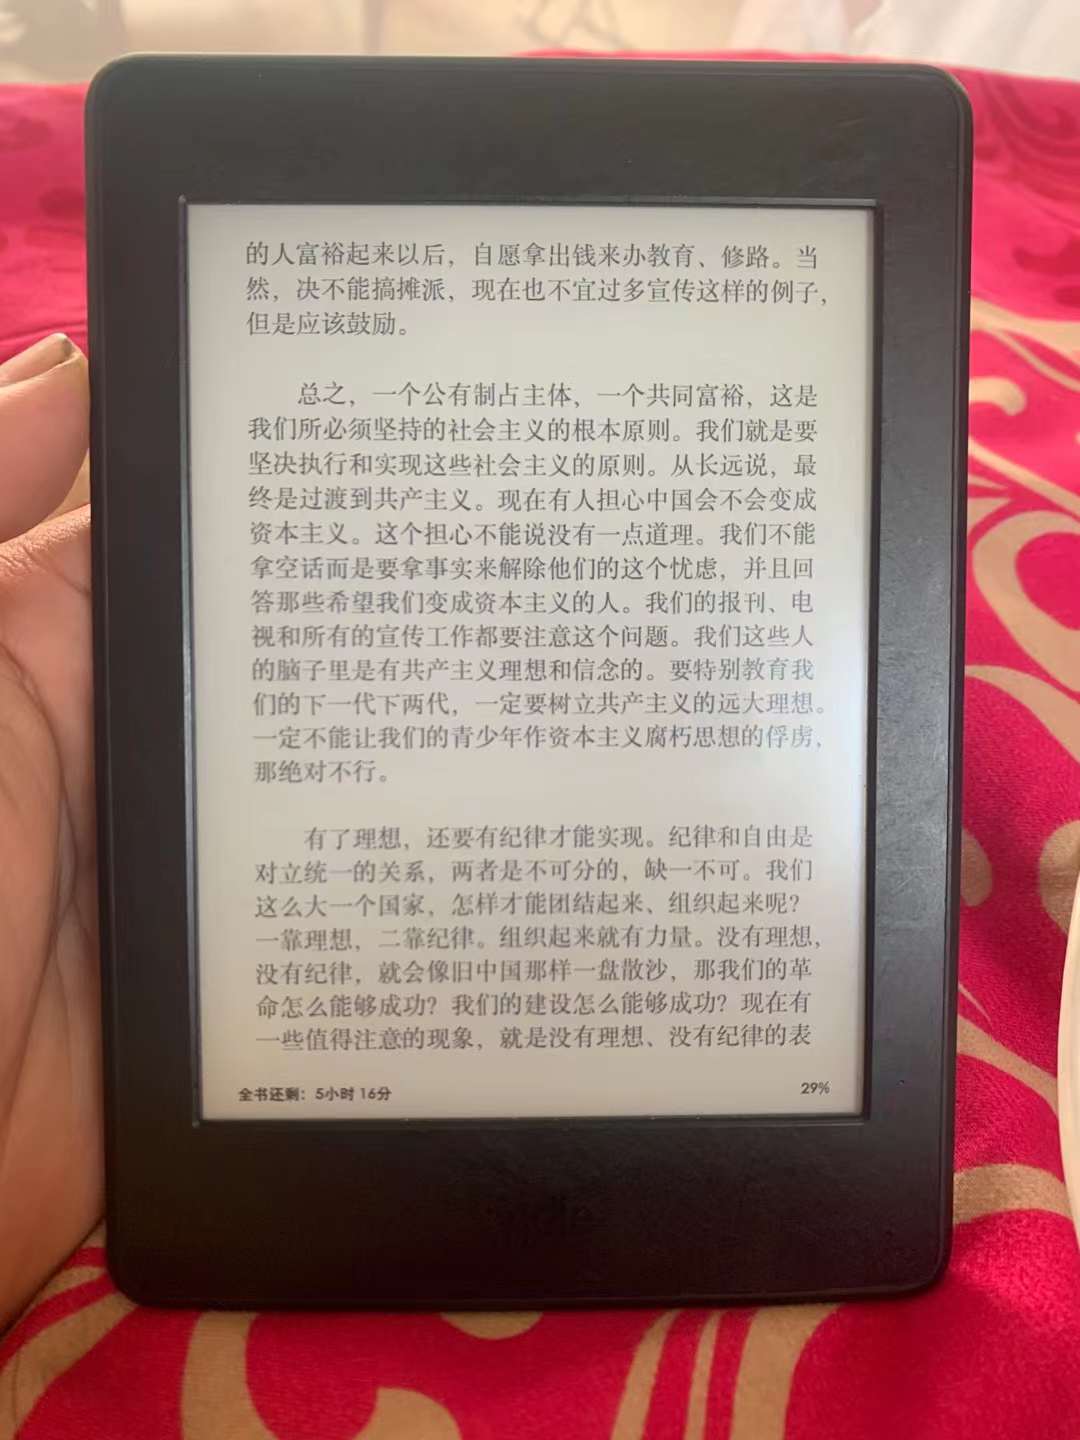 的人富裕起来以后，自愿拿出钱来办教育、修路。当
然，决不能搞摊派，现在也不宜过多宣传这样的例子，
但是应该鼓励。
总之，一个公有制占主体，一个共同富裕，这是
我们所必须坚持的社会主义的根本原则。我们就是要
坚决执行和实现这些社会主义的原则。从长远说，最
终是过渡到共产主义。现在有人担心中国会不会变成
资本主义。这个担心不能说没有一点道理。我们不能
拿空话而是要拿事实来解除他们的这个忧虑，并且回
答那些希望我们变成资本主义的人。我们的报刊、电
视和所有的宣传工作都要注意这个问题。我们这些人
的脑子里是有共产主义理想和信念的。要特别教育我
们的下一代下两代，一定要树立共产主义的远大理想。
一定不能让我们的青少年作资本主义腐朽思想的俘虏，
那绝对不行。
有了理想，还要有纪律才能实现。纪律和自由是
对立统一的关系，两者是不可分的，缺一不可。我们
这么大一个国家，怎样才能团结起来、组织起来呢？
一靠理想，二靠纪律。组织起来就有力量。没有理想，
没有纪律，就会像旧中国那样一盘散沙，那我们的革
命怎么能够成功？我们的建设怎么能够成功？现在有
一些值得注意的现象，就是没有理想、没有纪律的表
全书还剩：5小时 16分 29%